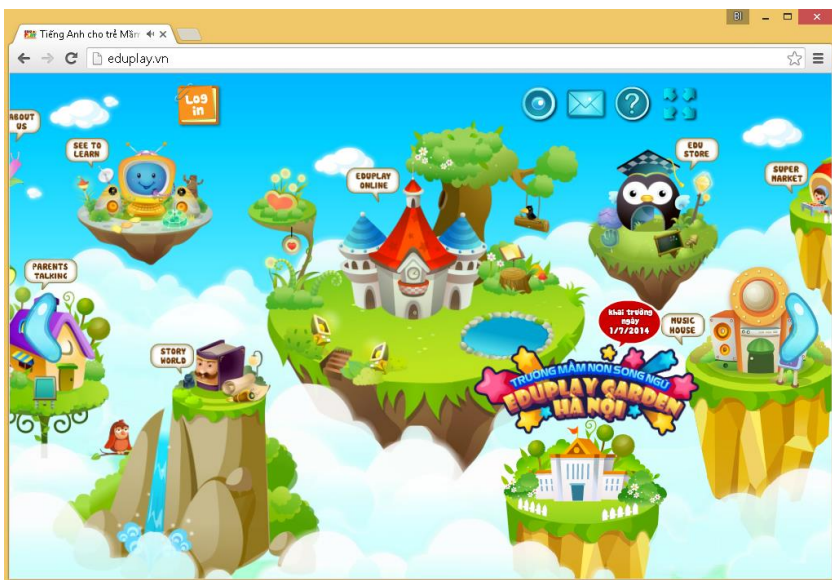 Tiếng Anh cho trẻ Mần
eduplay.vn
ABOUT
US
Log
in
SEE TO
LEARN
EDUPLAY
ONLINE
EDU
STORE
SUPER
MARKET
PARENTS
TALKING
STORY
WORLD
khai trương
ngày
1/7/2014
MUSIC
HOUSE
TRƯỜNG MẦM NON SONG NGỮ
EDUPLAY GARDEN
HÀ NỘI